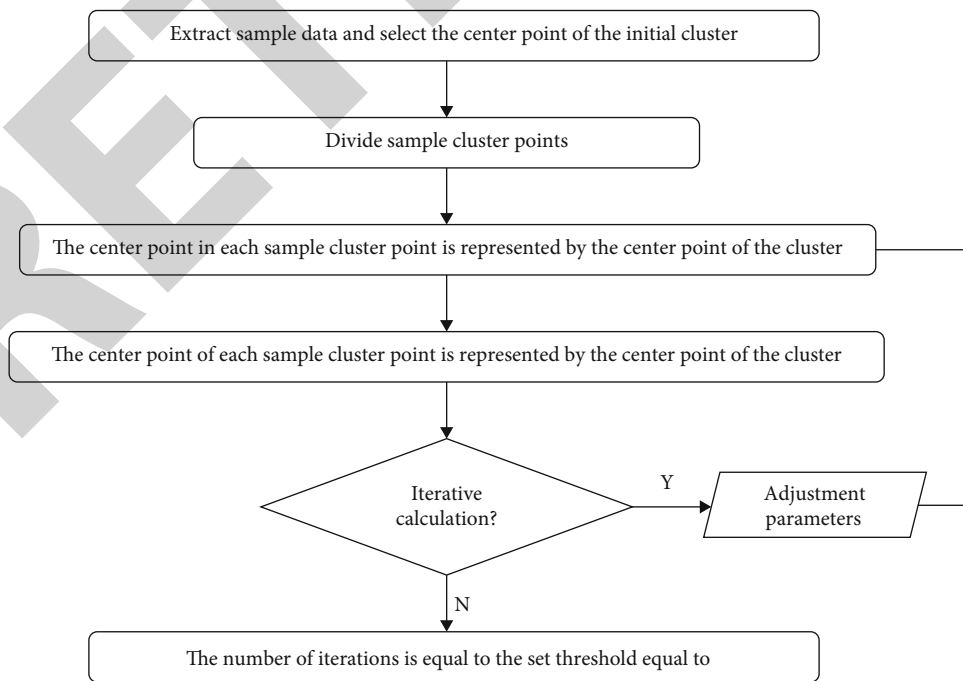 Extract sample data and select the center point of the initial cluster
Divide sample cluster points
The center point in each sample cluster point is represented by the center point of the cluster
The center point of each sample cluster point is represented by the center point of the cluster
Iterative
calculation?
Y
Adjustment
parameters
N
The number of iterations is equal to the set threshold equal to
RET